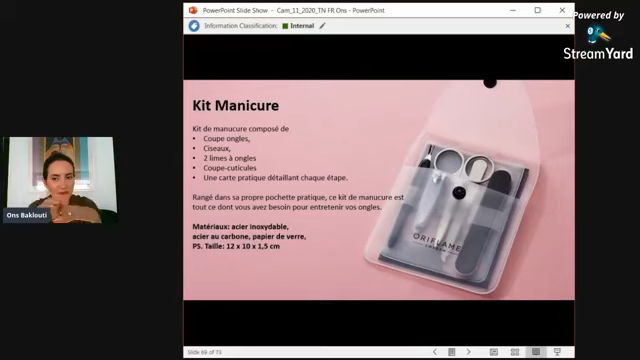 PowerPoint Slide Show - Cam_11_2020_TN FR Ons - PowerPoint
Information Classification: Internal
Powered by
StreamYard
Kit Manicure
Kit de manucure composé de
• Coupe ongles,
• Ciseaux,
• 2 limes à ongles
• Coupe-cuticules
• Une carte pratique détaillant chaque étape.
Rangé dans sa propre pochette pratique, ce kit de manucure est
tout ce dont vous avez besoin pour entretenir vos ongles.
Matériaux: acier inoxydable,
acier au carbone, papier de verre,
PS. Taille: 12 x 10 x 1,5 cm
ORIFLAME
Ons Baklouti
Slide 69 of 73